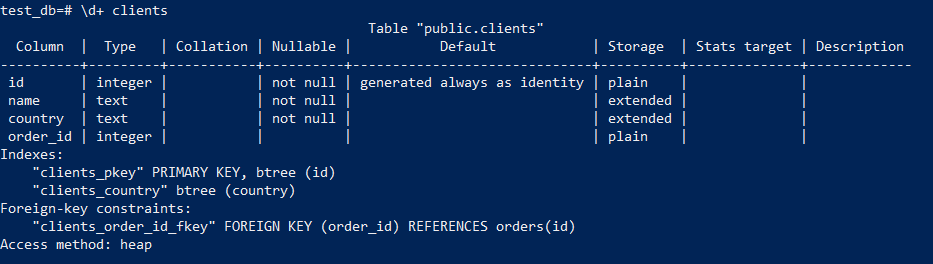 test_db=# \d+ clients
                                            Table "public.clients"
  Column  |  Type   | Collation | Nullable |           Default            | Storage  | Stats target | Description
----------+---------+-----------+----------+------------------------------+----------+--------------+-------------
 id       | integer |           | not null | generated always as identity | plain    |              |
 name     | text    |           | not null |                              | extended |              |
 country  | text    |           | not null |                              | extended |              |
 order_id | integer |           |          |                              | plain    |              |
Indexes:
    "clients_pkey" PRIMARY KEY, btree (id)
    "clients_country" btree (country)
Foreign-key constraints:
    "clients_order_id_fkey" FOREIGN KEY (order_id) REFERENCES orders(id)
Access method: heap